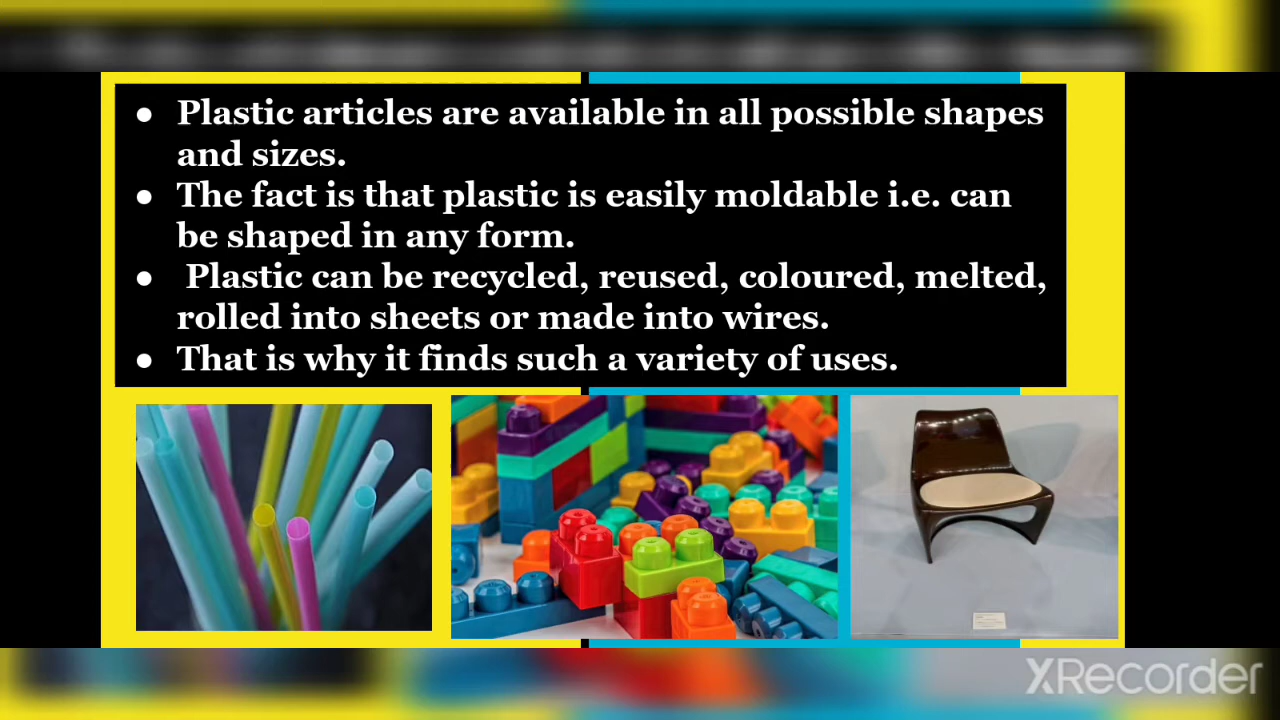 ● Plastic articles are available in all possible shapes
and sizes.
● The fact is that plastic is easily moldable i.e. can
be shaped in any form.
● Plastic can be recycled, reused, coloured, melted,
rolled into sheets or made into wires.
● That is why it finds such a variety of uses.
XRecorder